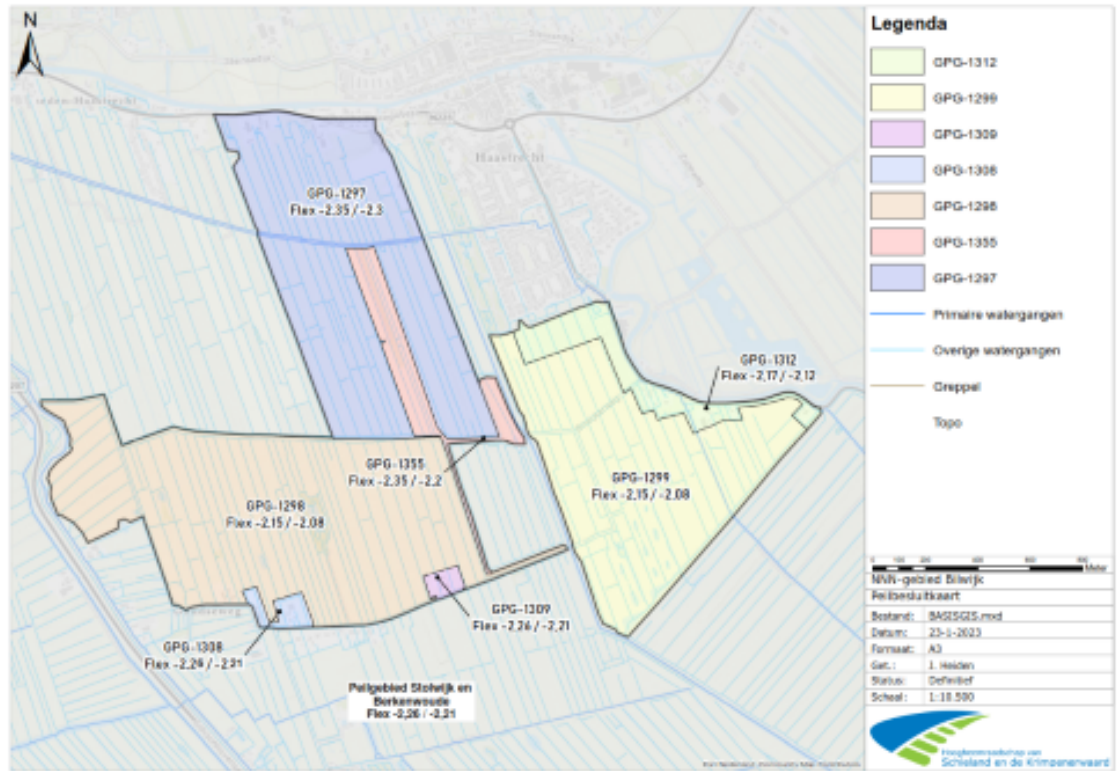 N
Haastrecht
GPG-1297
Flex -2,35 / -2,3
GPG-1312
Flex -2,17 / -2,12
GPG-1355
Flex -2,35 / -2,2
GPG-1299
Flex -2,15 / -2,08
GPG-1298
Flex -2,15 / -2,08
GPG-1309
Flex -2,26 / -2,21
GPG-1308
Flex -2,26 / -2,21
Peilgebied Stolwijk en
Berkenwoude
Flex -2,26 / -2,21
Legenda
GPG-1312
GPG-1299
GPG-1309
GPG-1308
GPG-1298
GPG-1355
GPG-1297
Primaire watergangen
Overige watergangen
Greppel
Topo
Meter
NNN-gebied Bilwijk
Peilbesluitkaart
Bestand: BASISGIS.mxd
Datum: 23-1-2023
Formaat: A3
Get.: J. Heiden
Status: Definitief
Schaal: 1:10.500
Hoogheemraadschap van
Schieland en de Krimpenerwaard